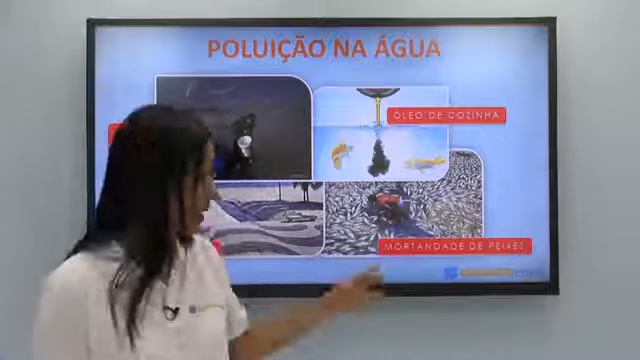 POLUIÇÃO NA ÁGUA
ÓLEO DE COZINHA
MORTANDADE DE PEIXES